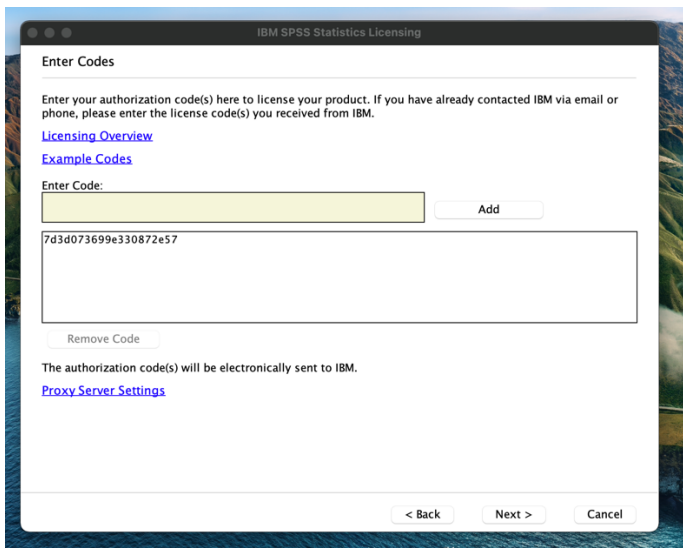 IBM SPSS Statistics Licensing
Enter Codes
Enter your authorization code(s) here to license your product. If you have already contacted IBM via email or
phone, please enter the license code(s) you received from IBM.
Licensing Overview
Example Codes
Enter Code:
Add
7d3d073699e330872e57
Remove Code
The authorization code(s) will be electronically sent to IBM.
Proxy Server Settings
< Back
Next >
Cancel